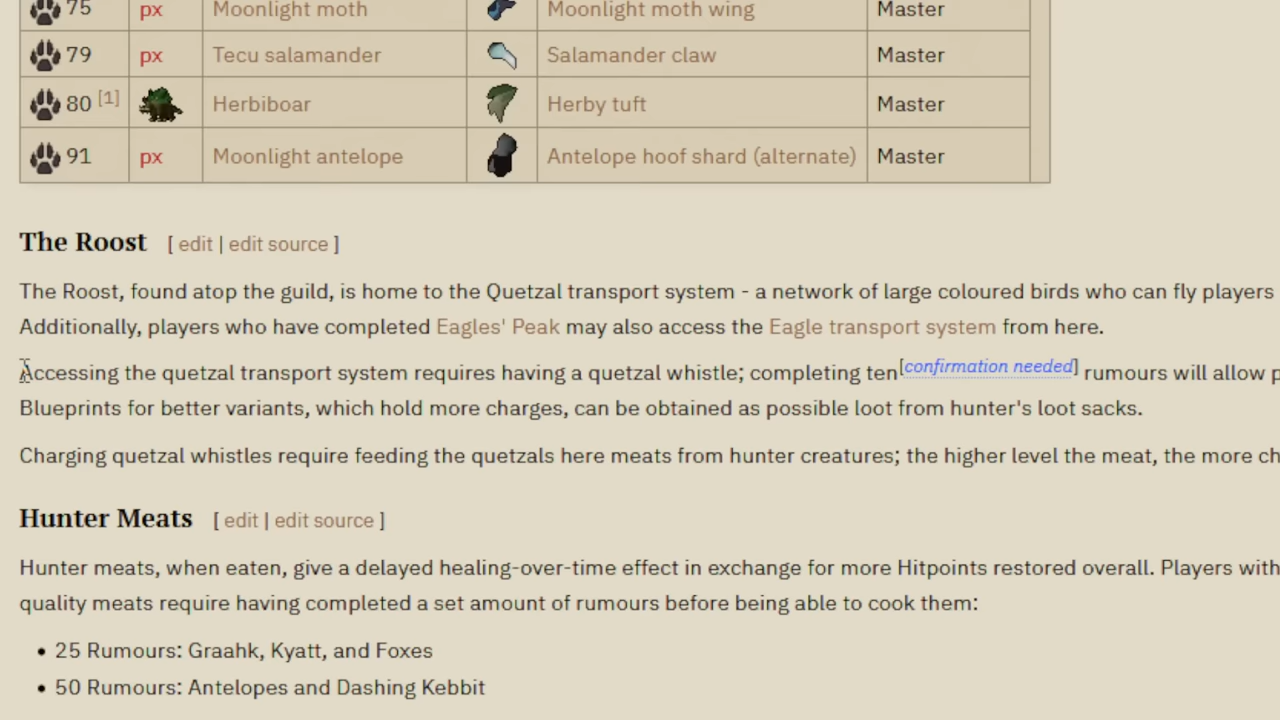 75 px Moonlight moth Moonlight moth wing Master
79 px Tecu salamander Salamander claw Master
80 [1] Herbiboar Herby tuft Master
91 px Moonlight antelope Antelope hoof shard (alternate) Master
The Roost [ edit | edit source ]
The Roost, found atop the guild, is home to the Quetzal transport system - a network of large coloured birds who can fly players
Additionally, players who have completed Eagles' Peak may also access the Eagle transport system from here.
Accessing the quetzal transport system requires having a quetzal whistle; completing ten[confirmation needed] rumours will allow p
Blueprints for better variants, which hold more charges, can be obtained as possible loot from hunter's loot sacks.
Charging quetzal whistles require feeding the quetzals here meats from hunter creatures; the higher level the meat, the more ch
Hunter Meats [ edit | edit source ]
Hunter meats, when eaten, give a delayed healing-over-time effect in exchange for more Hitpoints restored overall. Players with
quality meats require having completed a set amount of rumours before being able to cook them:
• 25 Rumours: Graahk, Kyatt, and Foxes
• 50 Rumours: Antelopes and Dashing Kebbit